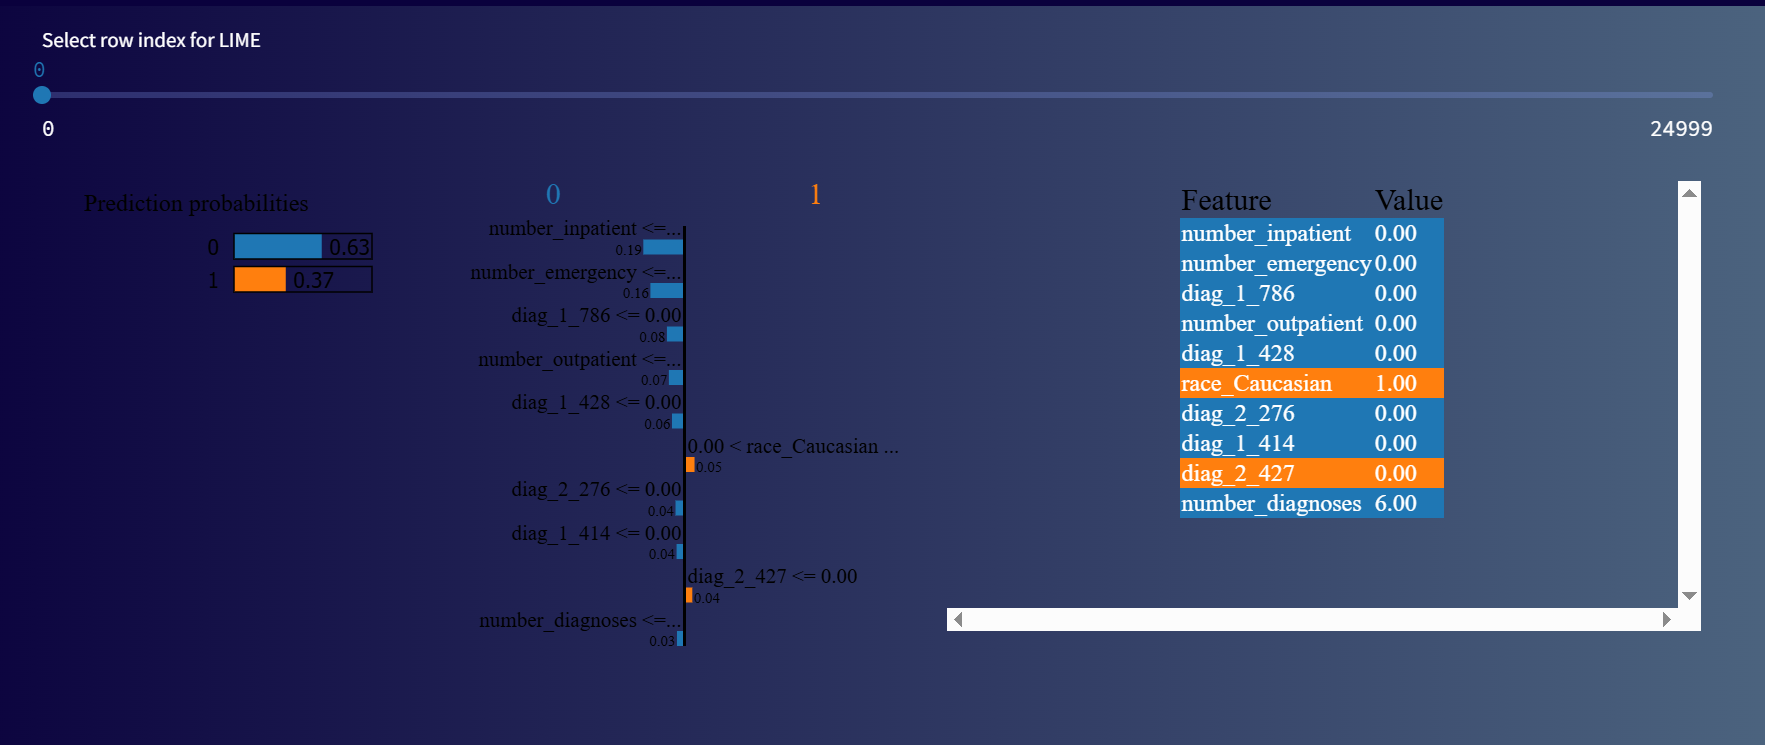 Select row index for LIME
0
0 24999
Prediction probabilities
0 0.63
1 0.37
0 1
number_inpatient <=...
0.19
number_emergency <=...
0.16
diag_1_786 <= 0.00
0.08
number_outpatient <=...
0.07
diag_1_428 <= 0.00
0.06
0.00 < race_Caucasian ...
0.05
diag_2_276 <= 0.00
0.04
diag_1_414 <= 0.00
0.04
diag_2_427 <= 0.00
0.04
number_diagnoses <=...
0.03
Feature Value
number_inpatient 0.00
number_emergency 0.00
diag_1_786 0.00
number_outpatient 0.00
diag_1_428 0.00
race_Caucasian 1.00
diag_2_276 0.00
diag_1_414 0.00
diag_2_427 0.00
number_diagnoses 6.00